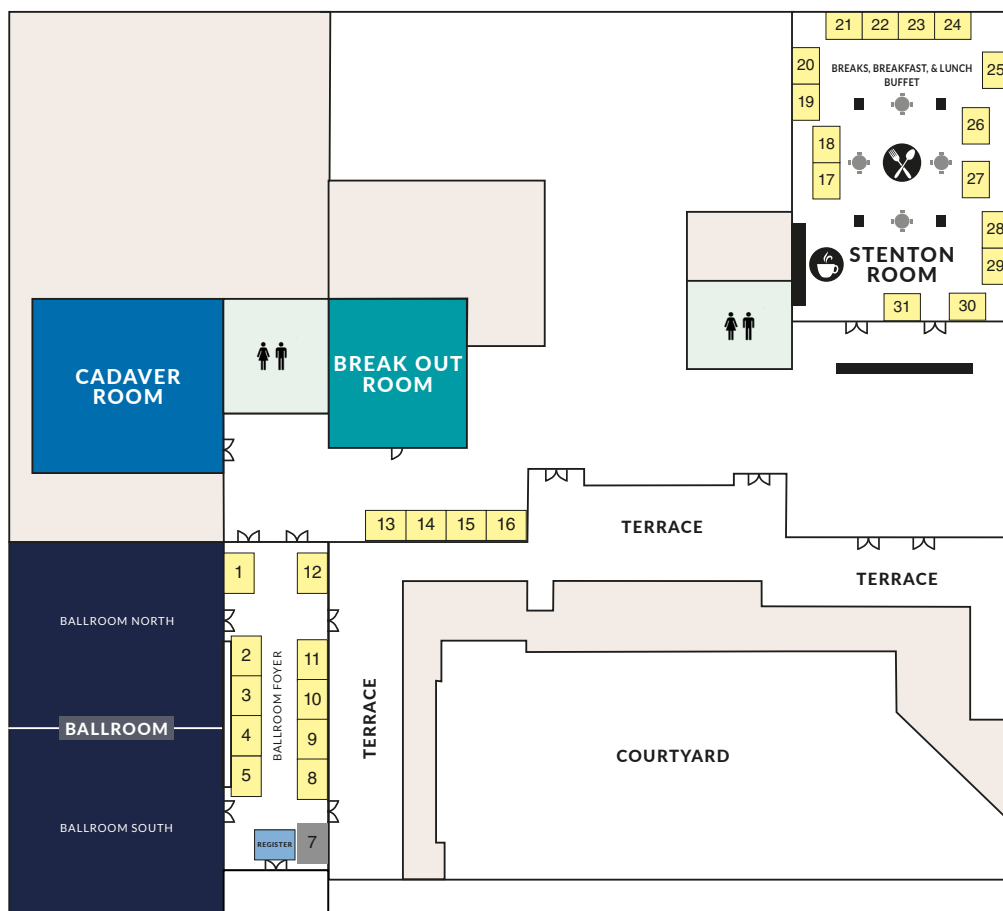 21 22 23 24
BREAKS, BREAKFAST, & LUNCH
BUFFET
20
19
25
26
18
17
27
28
29
STENTON
ROOM
31
30
CADAVER
ROOM
BREAK OUT
ROOM
13 14 15 16
TERRACE
TERRACE
1
12
BALLROOM NORTH
2
3
4
5
BALLROOM FOYER
11
10
9
8
TERRACE
BALLROOM
COURTYARD
BALLROOM SOUTH
REGISTER
7